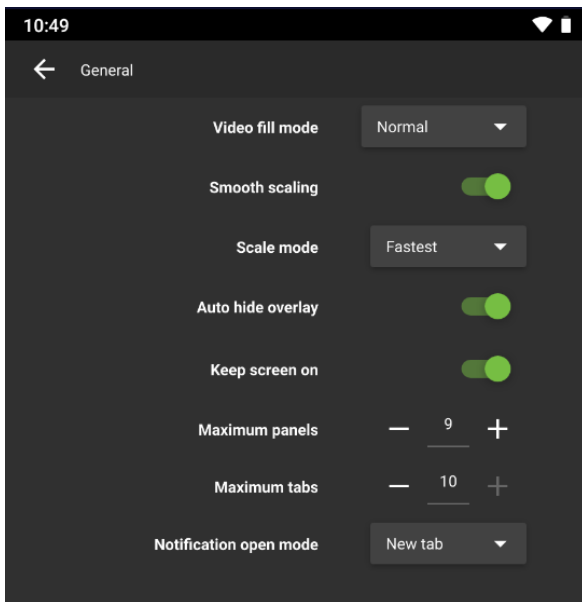 10:49
General
Video fill mode Normal
Smooth scaling
Scale mode Fastest
Auto hide overlay
Keep screen on
Maximum panels 9
Maximum tabs 10
Notification open mode New tab